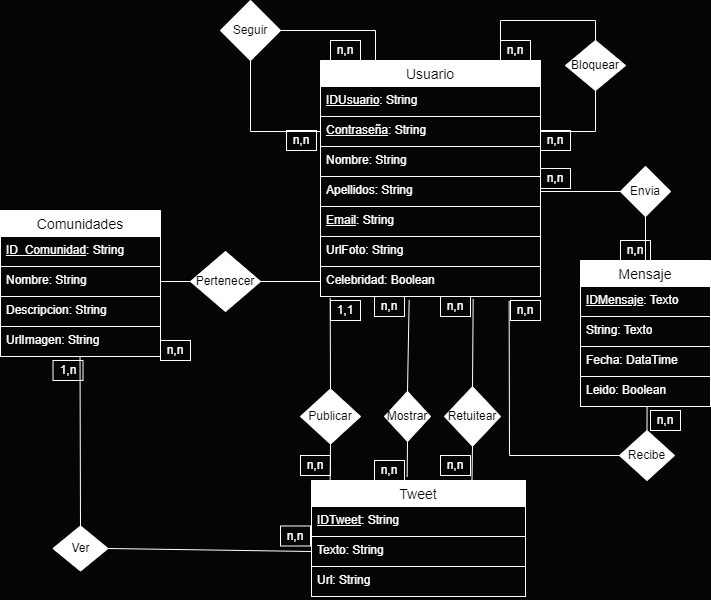 Seguir
n,n
n,n
Bloquear
Usuario
IDUsuario: String
Contraseña: String
n,n
n,n
Nombre: String
n,n
Apellidos: String
Envia
Email: String
UrlFoto: String
n,n
Celebridad: Boolean
Comunidades
ID_Comunidad: String
Nombre: String
Descripcion: String
UrlImagen: String
Pertenecer
n,n
1,n
Mensaje
IDMensaje: Texto
String: Texto
Fecha: DataTime
Leido: Boolean
1,1
n,n
n,n
n,n
Publicar
Mostrar
Retuitear
n,n
Recibe
n,n
n,n
n,n
Tweet
IDTweet: String
Texto: String
Url: String
n,n
Ver